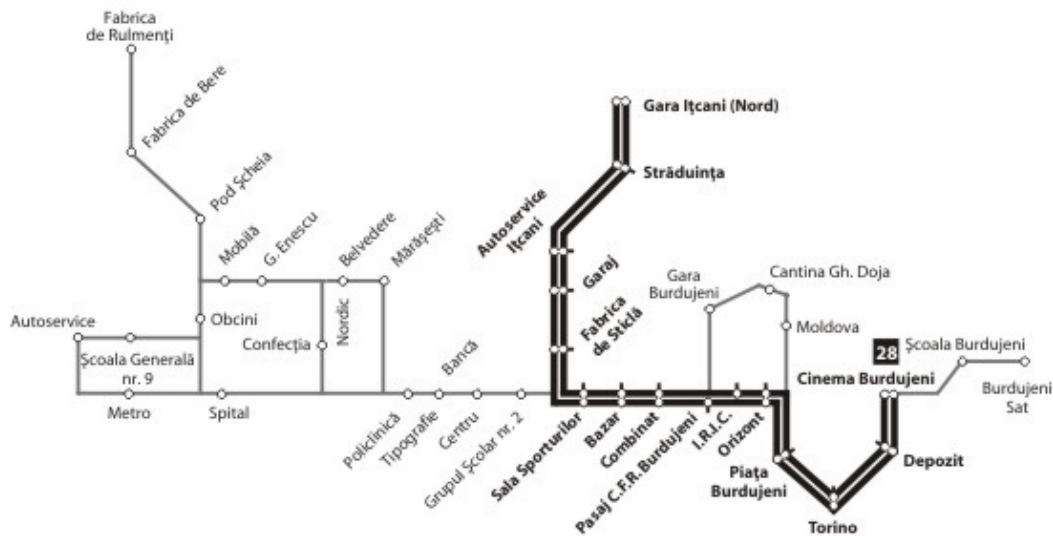 Fabrica
de Rulmenți
Fabrica de Bere
Pod Șcheia
Mobilă
G. Enescu
Belvedere
Mărășești
Autoservice
Școala Generală
nr. 9
Obcini
Confecția
Nordic
Metro
Spital
Policlinică
Tipografie
Bancă
Centru
Grupul Școlar nr. 2
Gara Ițcani (Nord)
Străduința
Autoservice
Ițcani
Garaj
Fabrica
de Sticlă
Sala Sporturilor
Bazar
Combinat
Pasaj C.F.R. Burdujeni
I.R.I.C.
Orizont
Gara
Burdujeni
Cantina Gh. Doja
Moldova
28
Școala Burdujeni
Cinema Burdujeni
Burdujeni
Sat
Piața
Burdujeni
Depozit
Torino